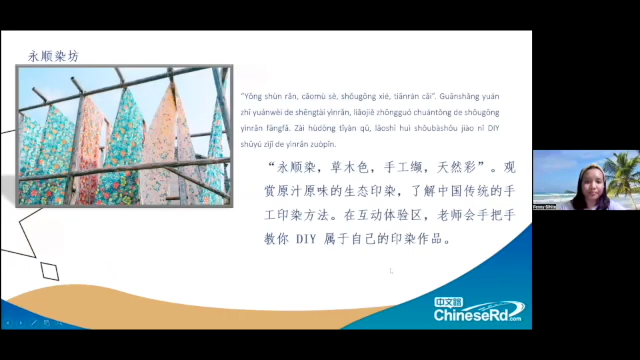 永顺染坊
“Yǒng shùn rǎn, cǎomù sè, shǒugōng xié, tiānrán cǎi”. Guānshǎng yuán
zhī yuánwèi de shēngtài yìnrǎn, liǎojiě zhōngguó chuántǒng de shǒugōng
yìnrǎn fāngfǎ. Zài hùdòng tǐyàn qū, lǎoshī huì shǒubàshǒu jiāo nǐ DIY
shǔyú zìjǐ de yìnrǎn zuòpǐn.
“永顺染，草木色，手工缬，天然彩”。观
赏原汁原味的生态印染，了解中国传统的手
工印染方法。在互动体验区，老师会手把手
教你 DIY 属于自己的印染作品。
中文路
ChineseRd.com